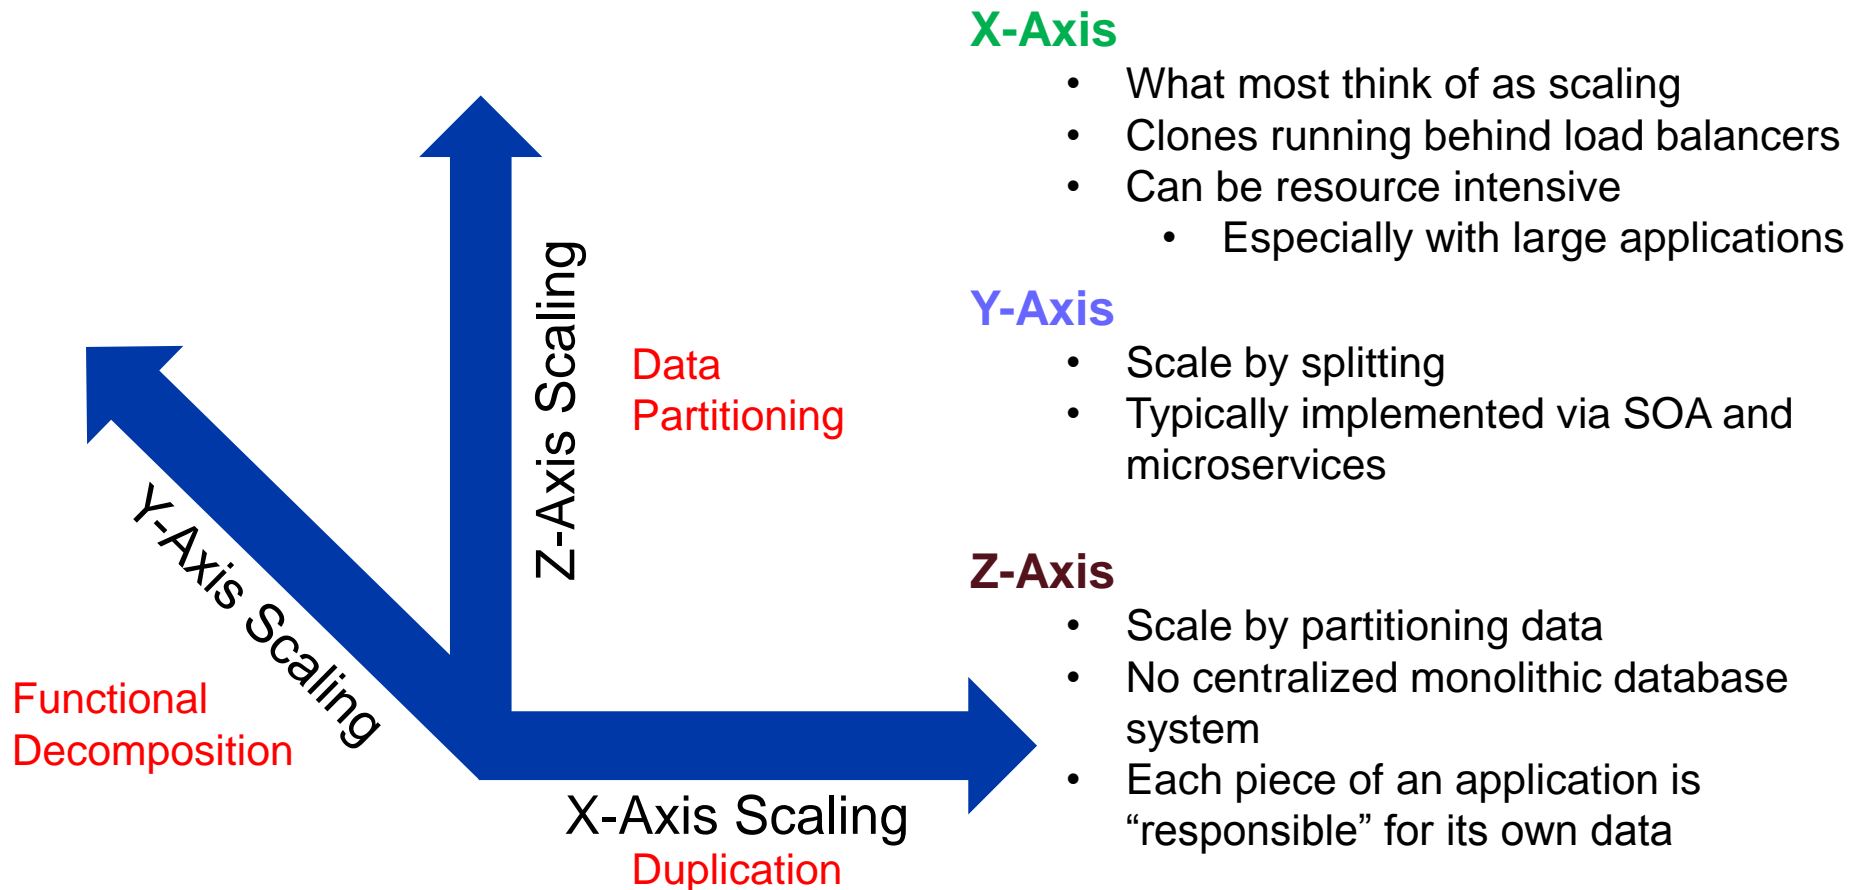 Z-Axis Scaling
Data
Partitioning
Y-Axis Scaling
Functional
Decomposition
X-Axis Scaling
Duplication
X-Axis
• What most think of as scaling
• Clones running behind load balancers
• Can be resource intensive
• Especially with large applications
Y-Axis
• Scale by splitting
• Typically implemented via SOA and
microservices
Z-Axis
• Scale by partitioning data
• No centralized monolithic database
system
• Each piece of an application is
“responsible” for its own data